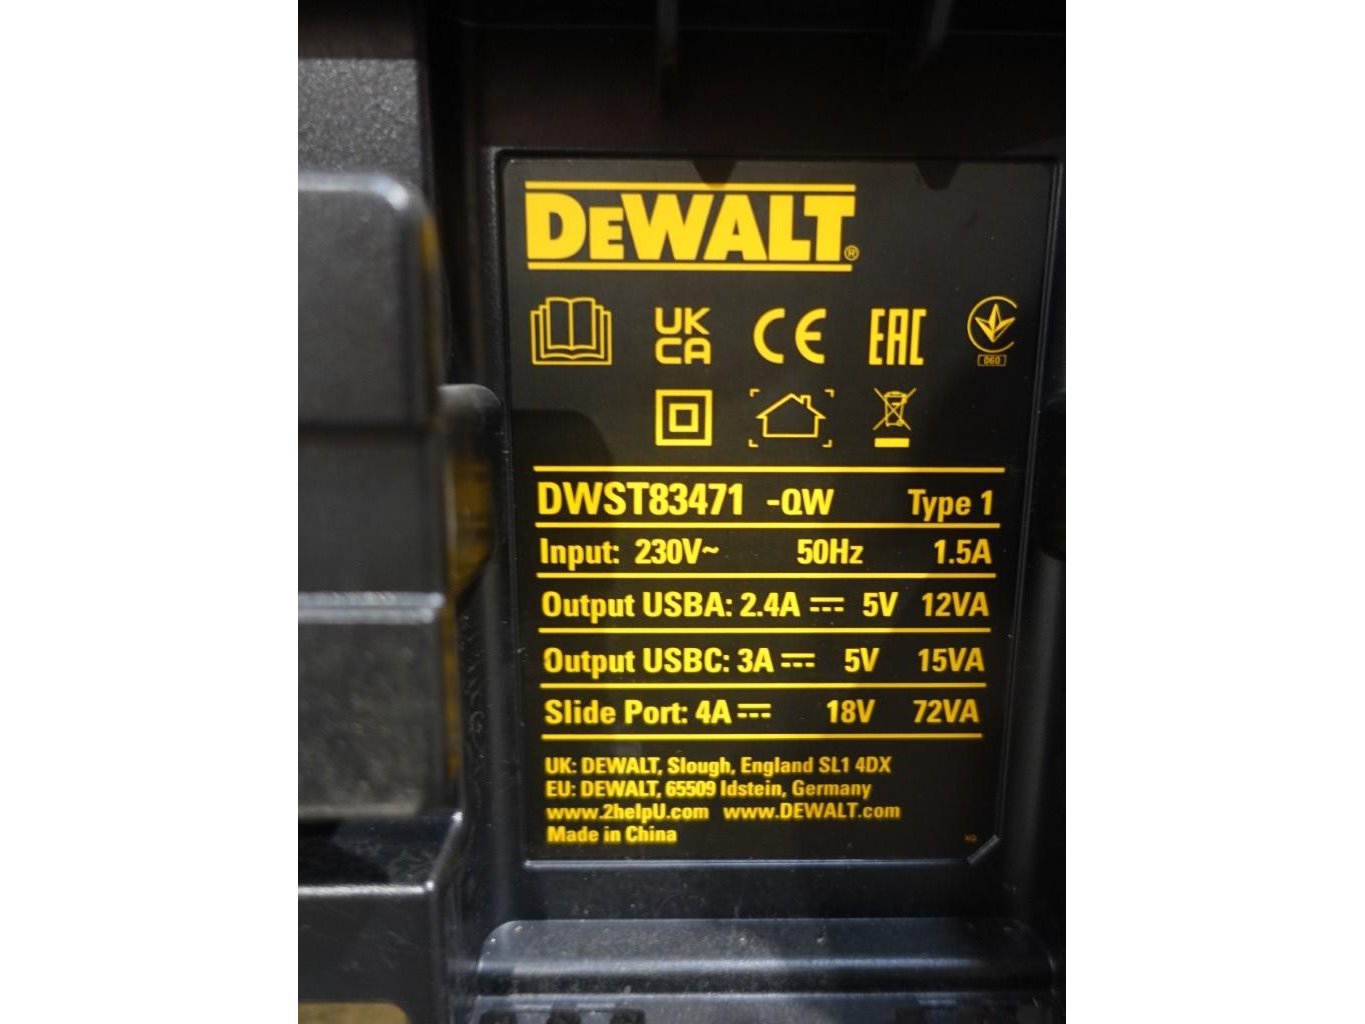 DEWALT®
UK CA CE EAC
060
DWST83471 -QW Type 1
Input: 230V~ 50Hz 1.5A
Output USBA: 2.4A ⎓ 5V 12VA
Output USBC: 3A ⎓ 5V 15VA
Slide Port: 4A ⎓ 18V 72VA
UK: DEWALT, Slough, England SL1 4DX
EU: DEWALT, 65509 Idstein, Germany
www.2helpU.com www.DEWALT.com
Made in China